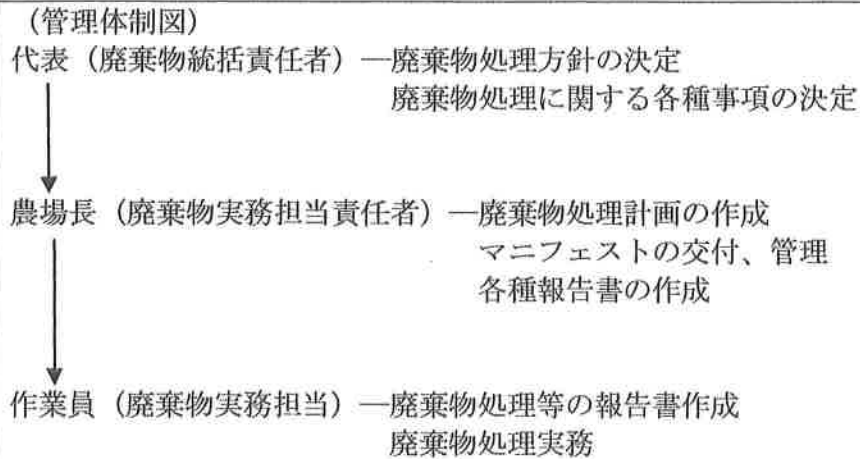 （管理体制図）
代表（廃棄物統括責任者）―廃棄物処理方針の決定
廃棄物処理に関する各種事項の決定
農場長（廃棄物実務担当責任者）―廃棄物処理計画の作成
マニフェストの交付、管理
各種報告書の作成
作業員（廃棄物実務担当）―廃棄物処理等の報告書作成
廃棄物処理実務